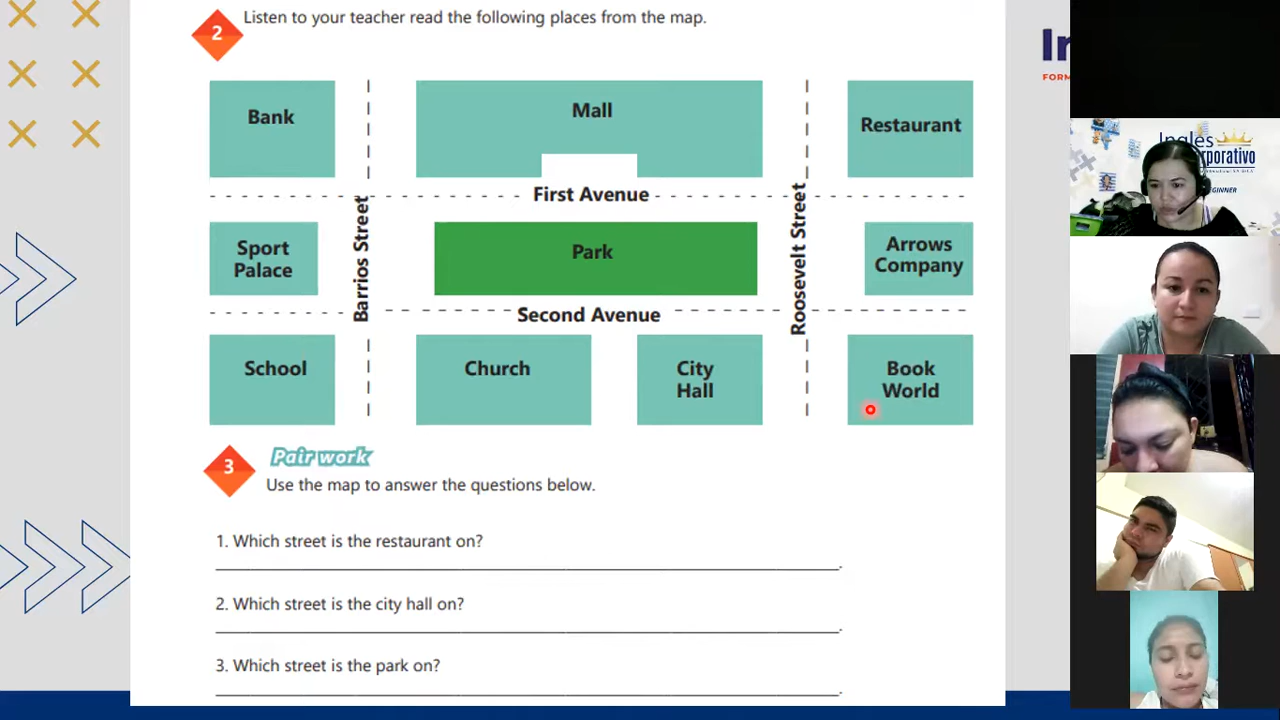 2
Listen to your teacher read the following places from the map.
Bank
Mall
Restaurant
First Avenue
Barrios Street
Roosevelt Street
Sport
Palace
Park
Arrows
Company
Second Avenue
School
Church
City
Hall
Book
World
3
Pair work
Use the map to answer the questions below.
1. Which street is the restaurant on?
2. Which street is the city hall on?
3. Which street is the park on?
In
FORM
Ingles